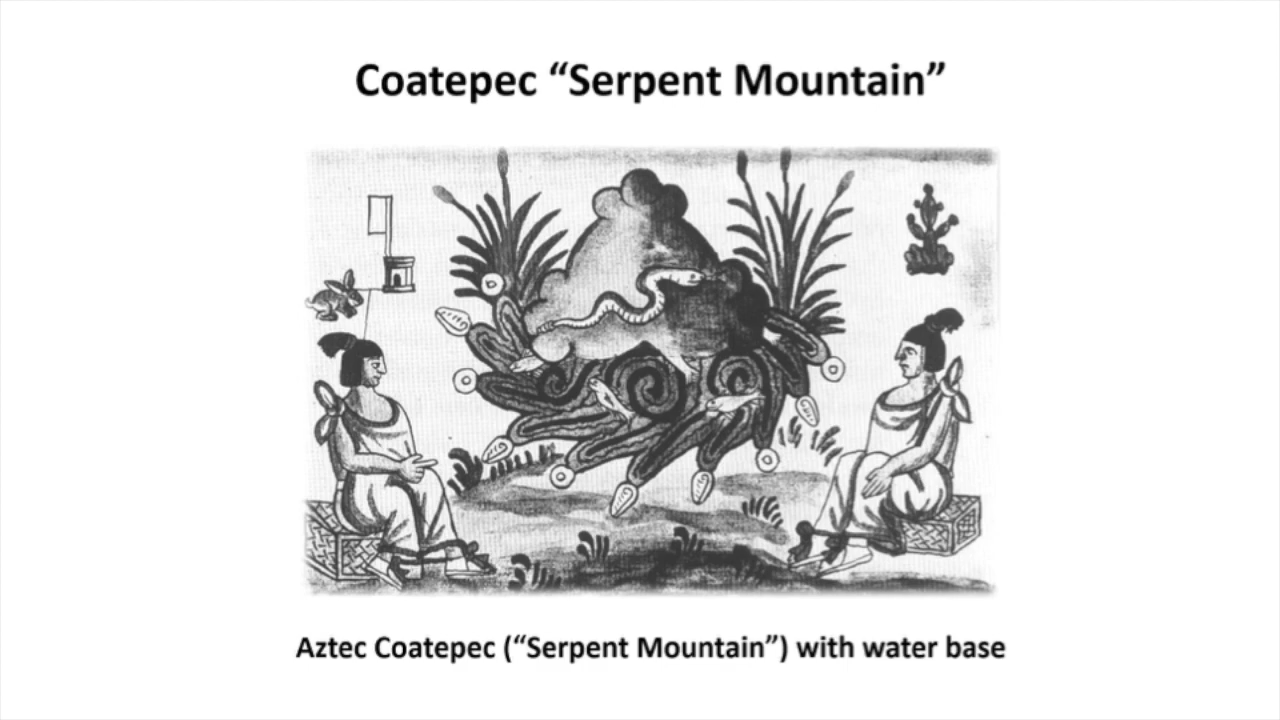 Coatepec “Serpent Mountain”
Aztec Coatepec (“Serpent Mountain”) with water base